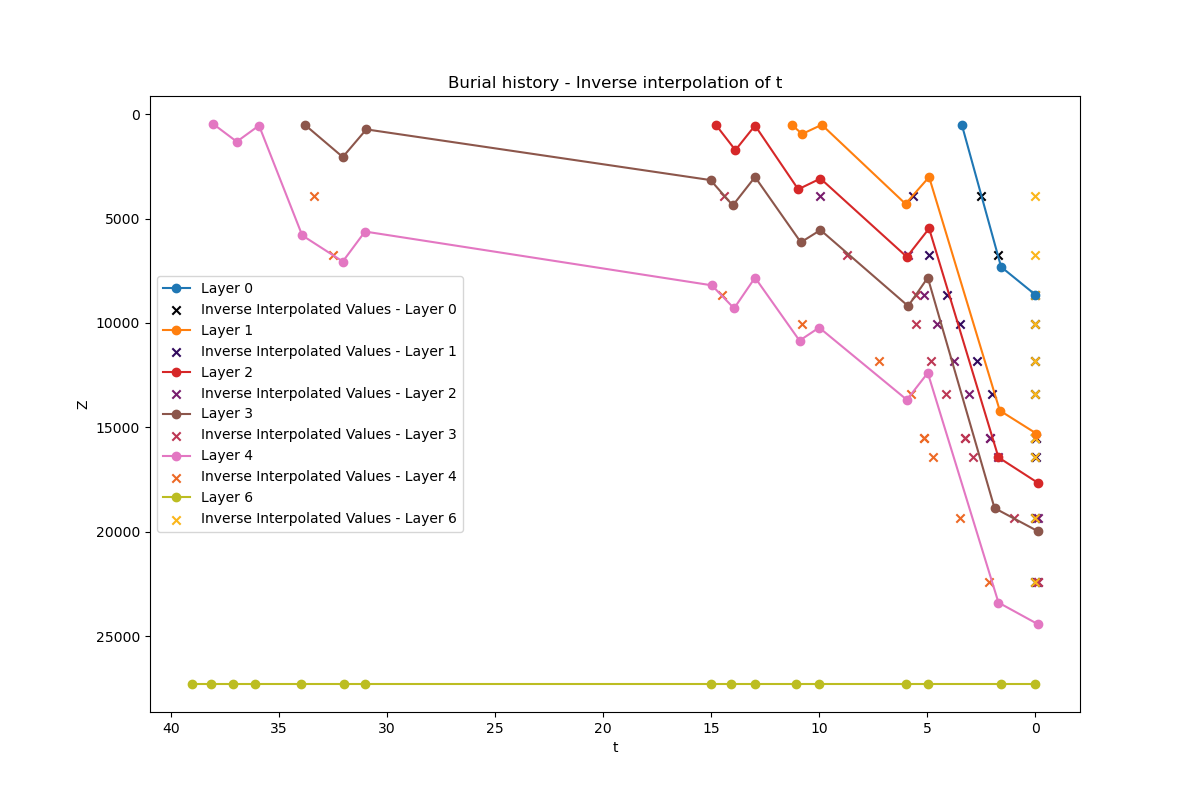 Burial history - Inverse interpolation of t
0
5000
10000
15000
20000
25000
Z
Layer 0
Inverse Interpolated Values - Layer 0
Layer 1
Inverse Interpolated Values - Layer 1
Layer 2
Inverse Interpolated Values - Layer 2
Layer 3
Inverse Interpolated Values - Layer 3
Layer 4
Inverse Interpolated Values - Layer 4
Layer 6
Inverse Interpolated Values - Layer 6
40 35 30 25 20 15 10 5 0
t